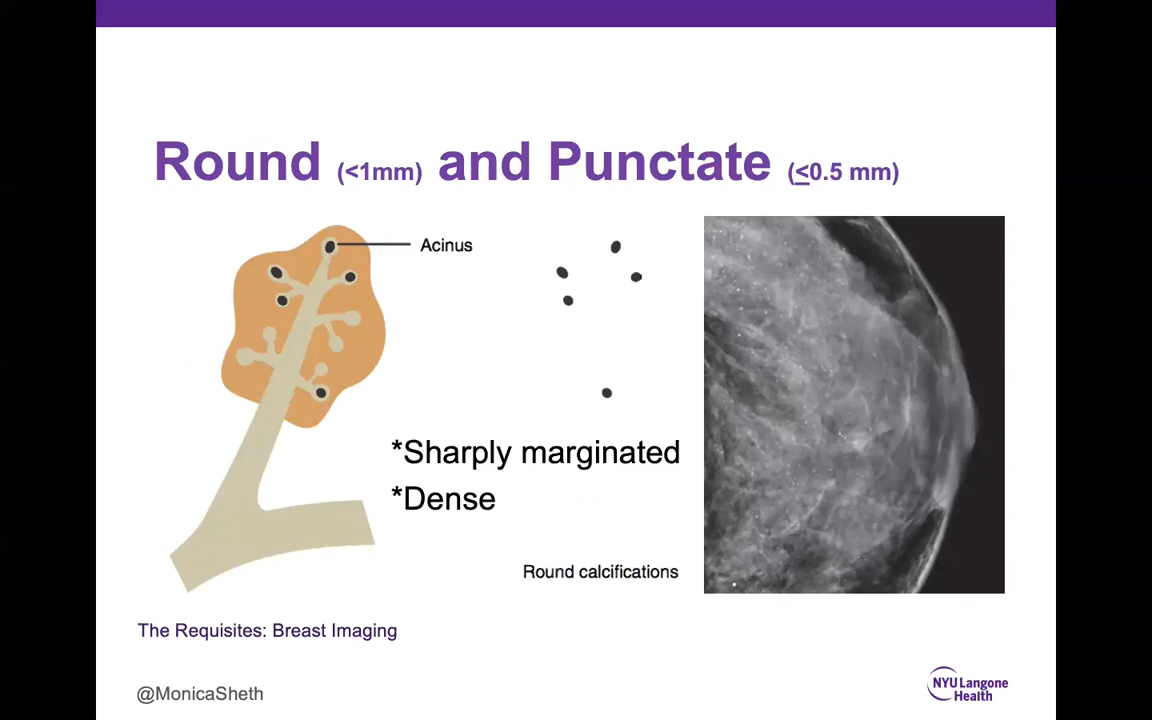 Round (<1mm) and Punctate (≤0.5 mm)
Acinus
*Sharply marginated
*Dense
Round calcifications
The Requisites: Breast Imaging
@MonicaSheth
NYU Langone
Health